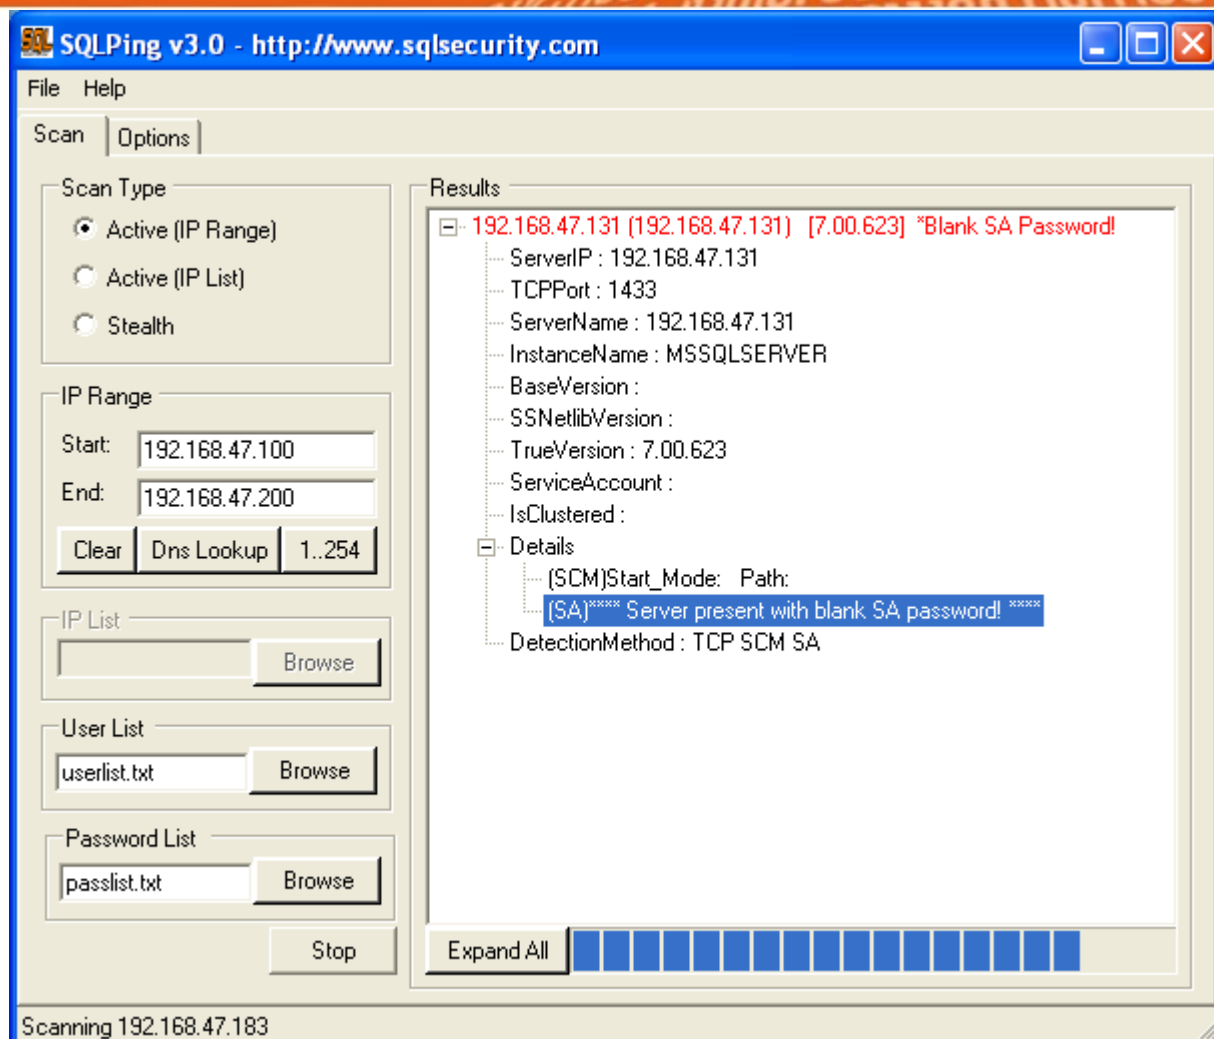 SQLPing v3.0 - http://www.sqlsecurity.com
File Help
Scan Options
Scan Type
Active (IP Range)
Active (IP List)
Stealth
IP Range
Start: 192.168.47.100
End: 192.168.47.200
Clear Dns Lookup 1..254
IP List
Browse
User List
userlist.txt Browse
Password List
passlist.txt Browse
Stop
Results
192.168.47.131 (192.168.47.131) [7.00.623] *Blank SA Password!
ServerIP : 192.168.47.131
TCPPort : 1433
ServerName : 192.168.47.131
InstanceName : MSSQLSERVER
BaseVersion :
SSNetlibVersion :
TrueVersion : 7.00.623
ServiceAccount :
IsClustered :
Details
(SCM)Start_Mode: Path:
(SA)**** Server present with blank SA password! ****
DetectionMethod : TCP SCM SA
Expand All
Scanning 192.168.47.183